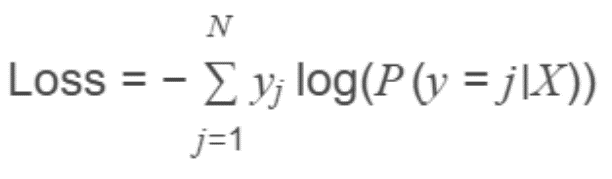 N
Loss = − ∑ yⱼ log(P(y = j|X))
j=1